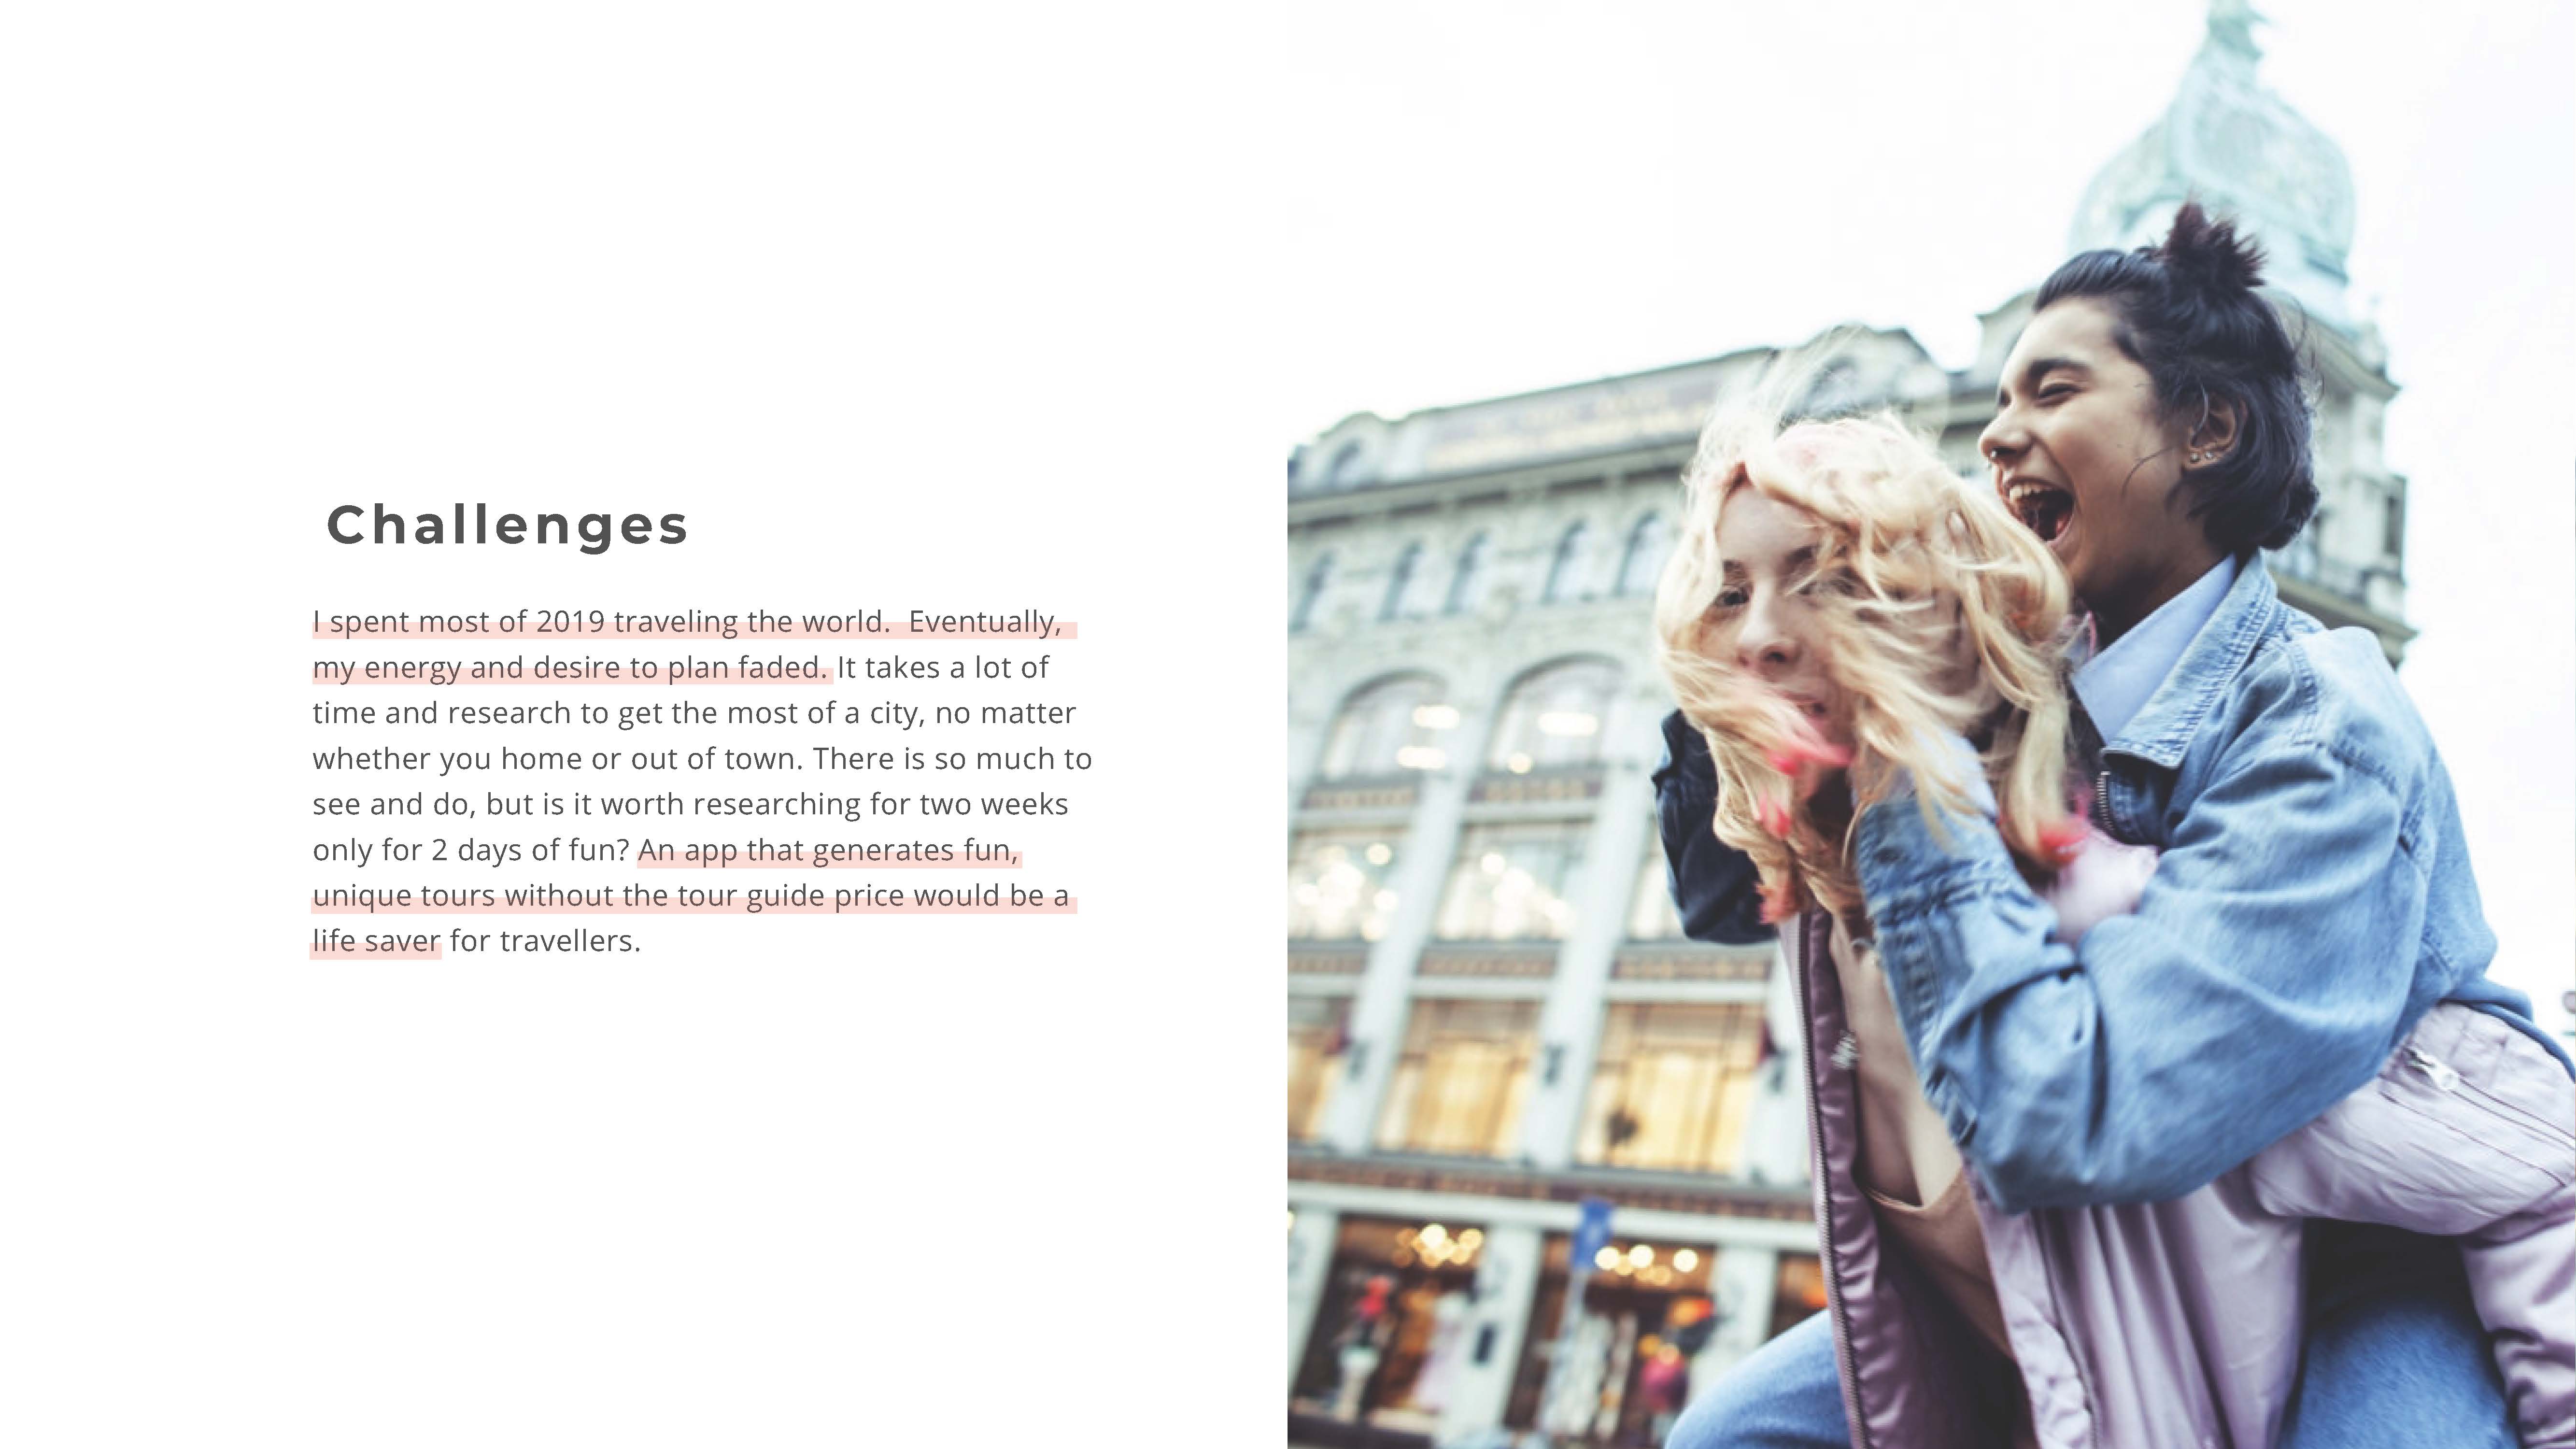 Challenges
I spent most of 2019 traveling the world.  Eventually,
my energy and desire to plan faded. It takes a lot of
time and research to get the most of a city, no matter
whether you home or out of town. There is so much to
see and do, but is it worth researching for two weeks
only for 2 days of fun? An app that generates fun,
unique tours without the tour guide price would be a
life saver for travellers.